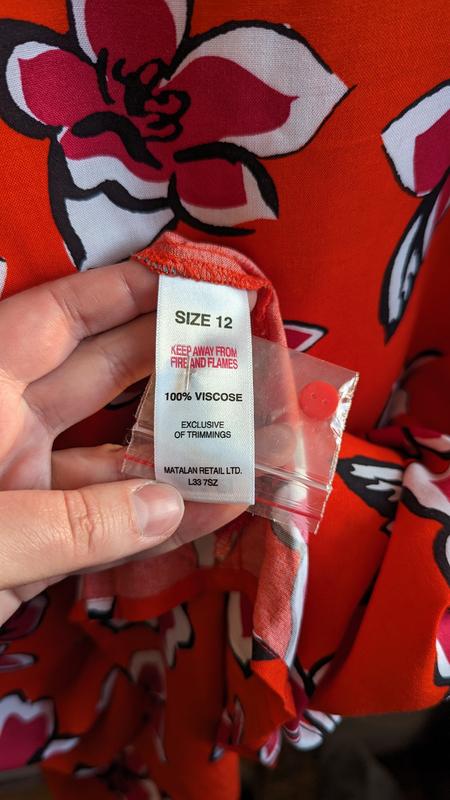 SIZE 12
KEEP AWAY FROM
FIRE AND FLAMES
100% VISCOSE
EXCLUSIVE
OF TRIMMINGS
MATALAN RETAIL LTD.
L33 7SZ